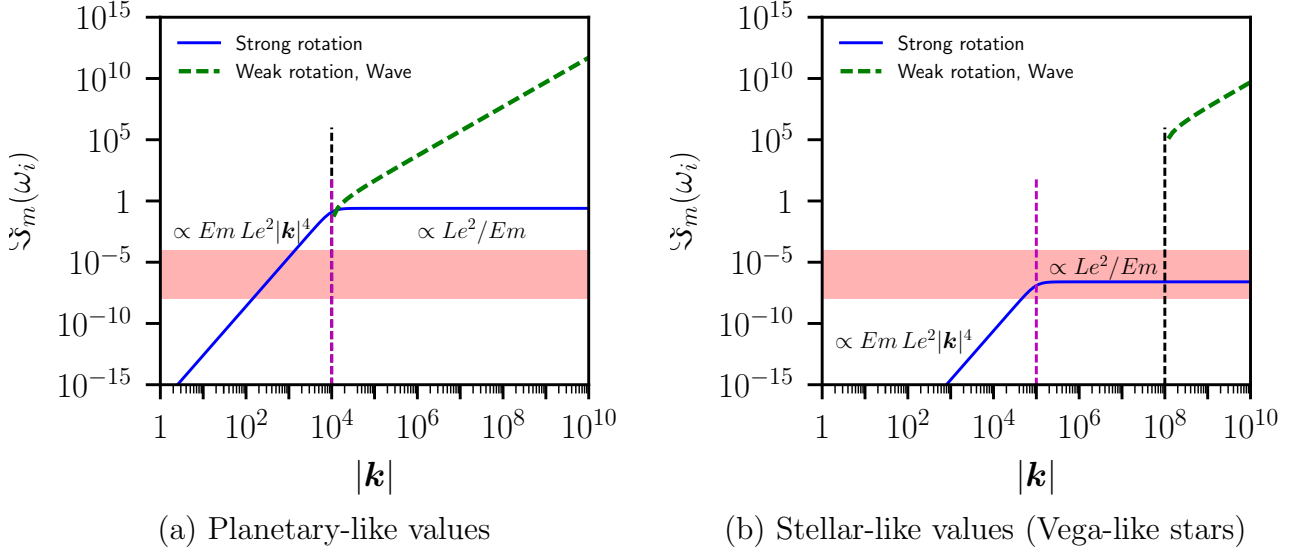 10^15
10^10
10^5
1
10^−5
10^−10
10^−15
ℑ_m(ω_i)
Strong rotation
Weak rotation, Wave
∝ Em Le^2|k|^4
∝ Le^2/Em
1
10^2
10^4
10^6
10^8
10^10
|k|
(a) Planetary-like values
10^15
10^10
10^5
1
10^−5
10^−10
10^−15
ℑ_m(ω_i)
Strong rotation
Weak rotation, Wave
∝ Le^2/Em
∝ Em Le^2|k|^4
1
10^2
10^4
10^6
10^8
10^10
|k|
(b) Stellar-like values (Vega-like stars)